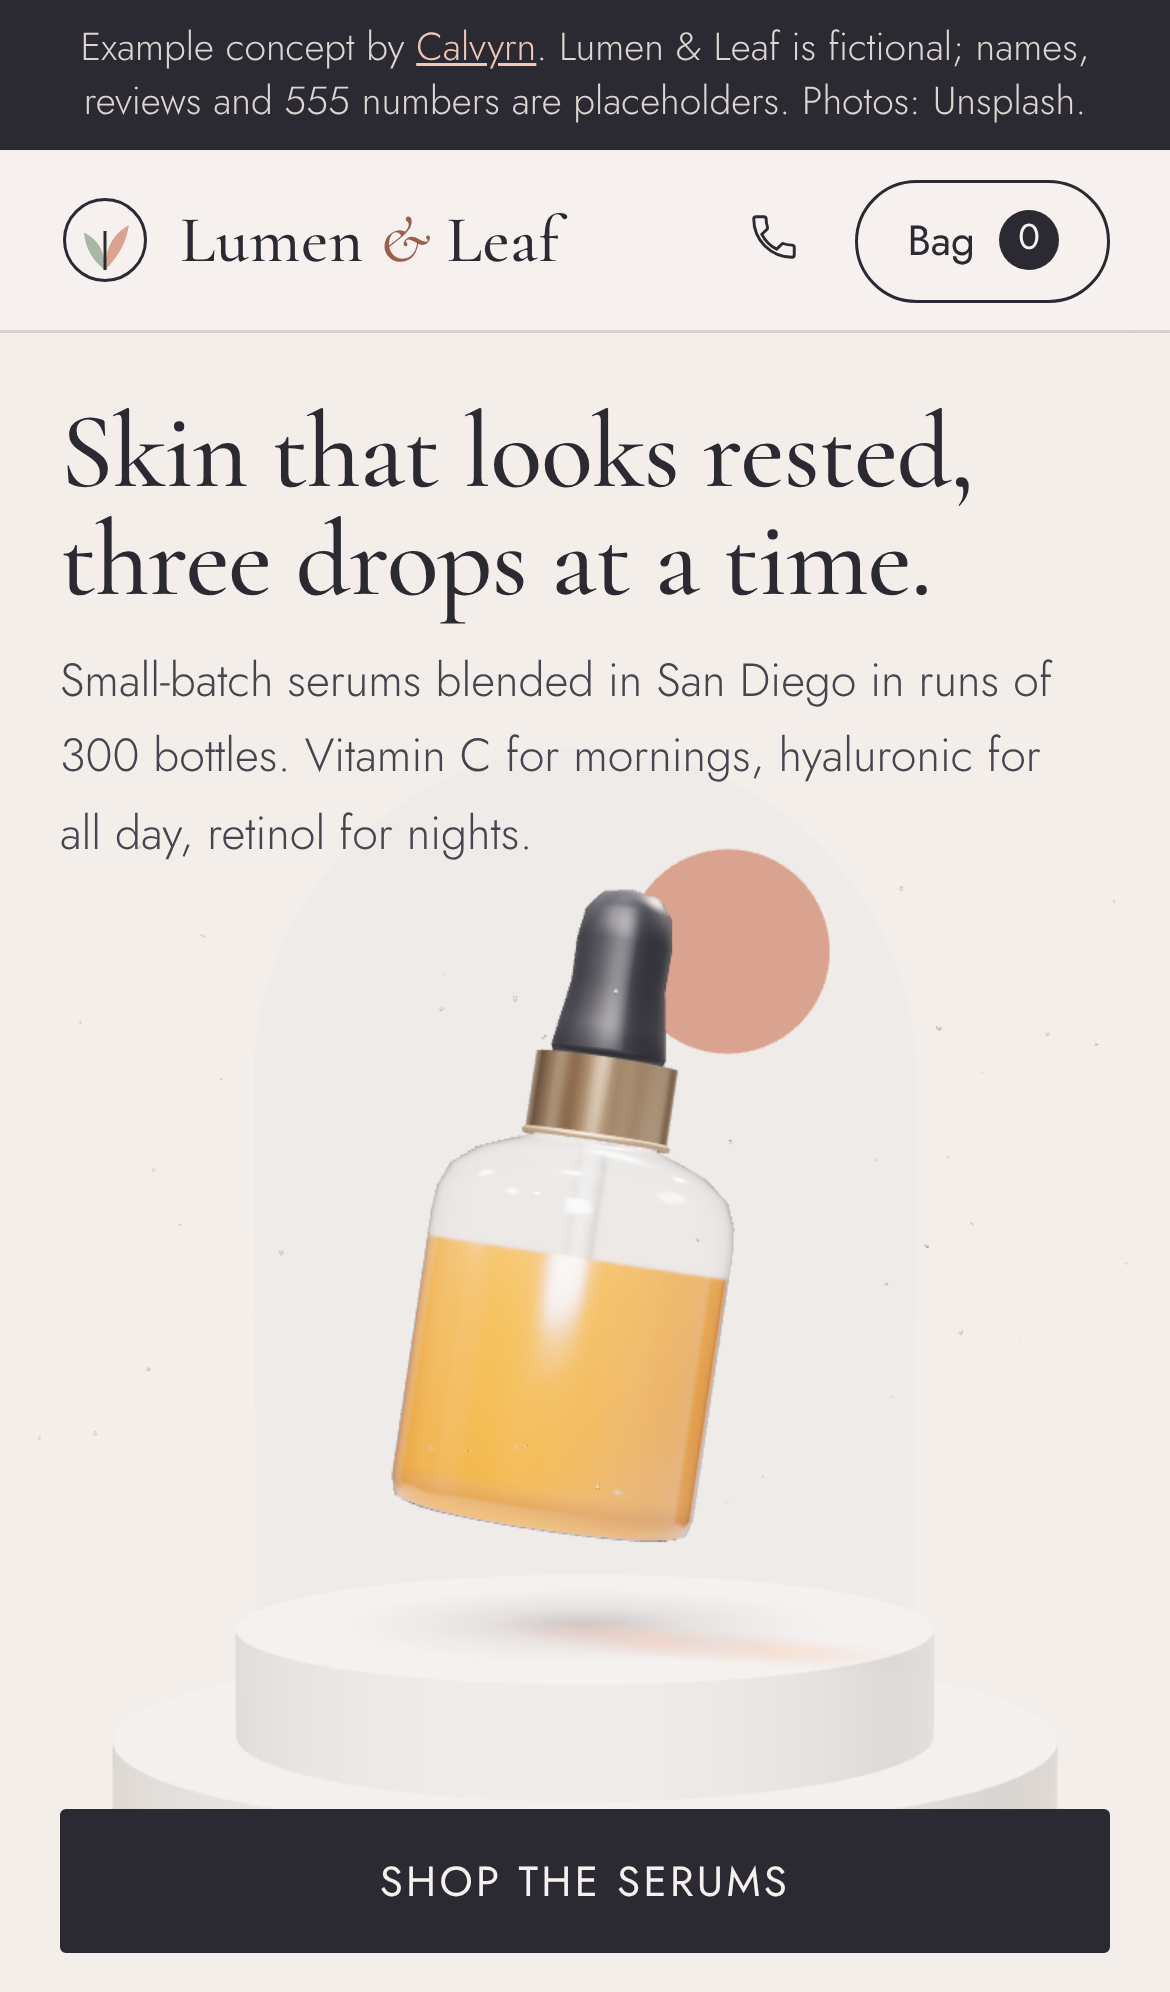 Example concept by Calvyrn. Lumen & Leaf is fictional; names,
reviews and 555 numbers are placeholders. Photos: Unsplash.
Lumen & Leaf
Bag 0
Skin that looks rested,
three drops at a time.
Small-batch serums blended in San Diego in runs of
300 bottles. Vitamin C for mornings, hyaluronic for
all day, retinol for nights.
SHOP THE SERUMS